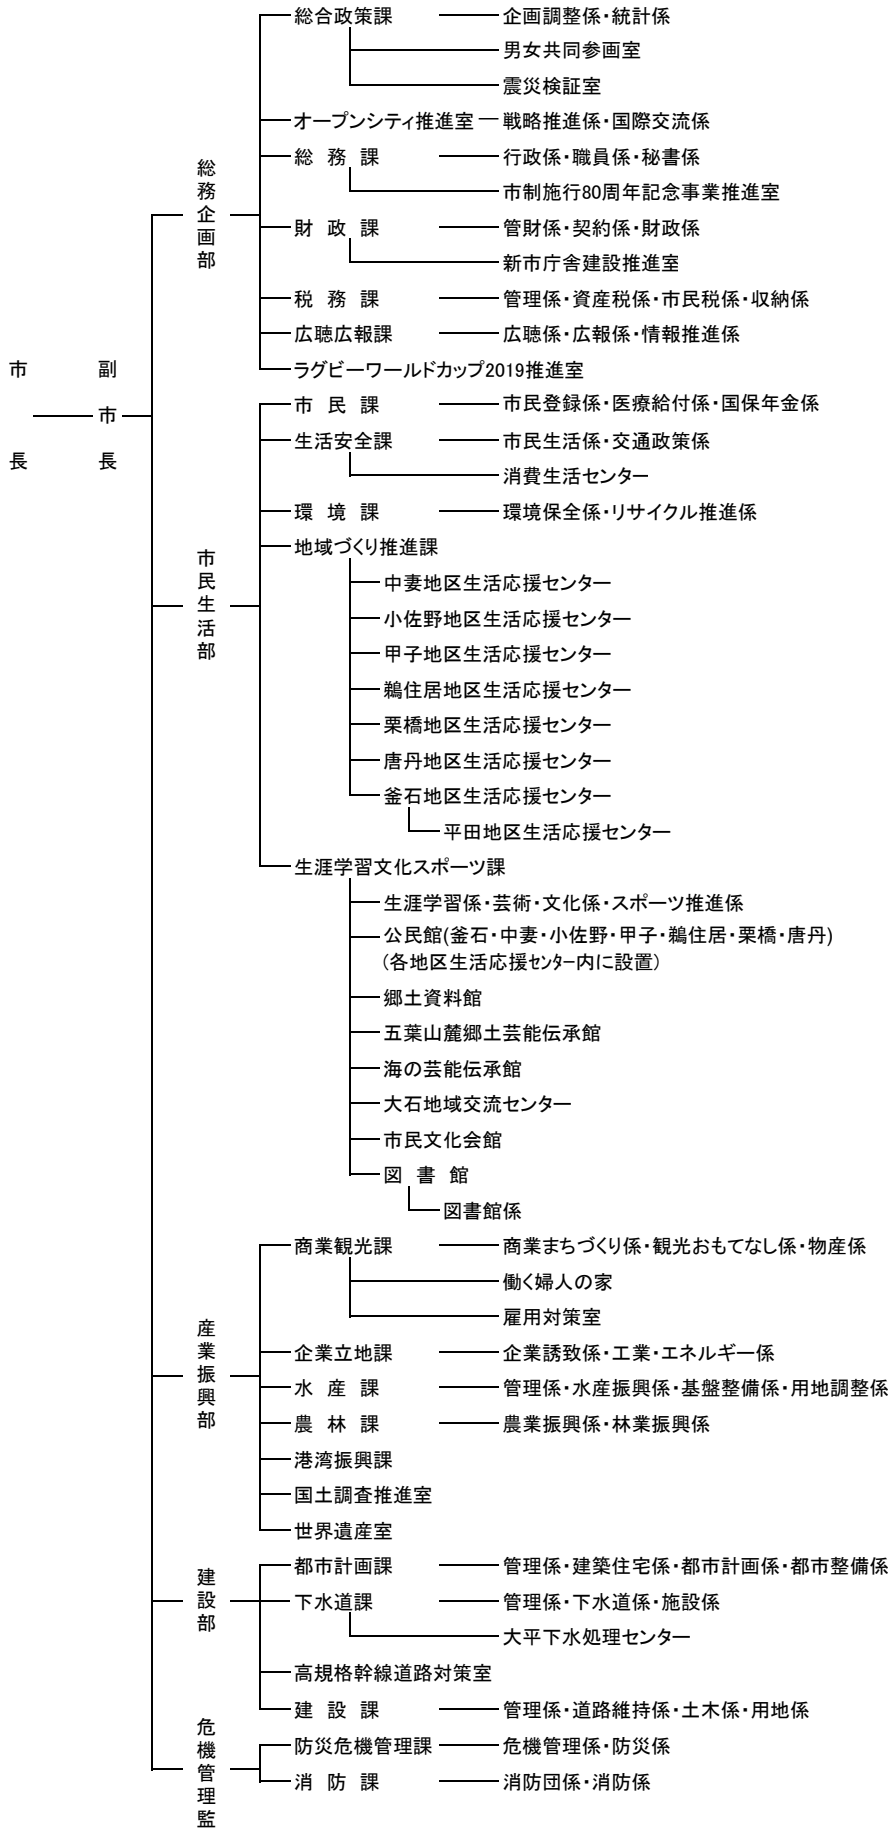 市長
副市長
総務企画部
総合政策課 企画調整係・統計係
男女共同参画室
震災検証室
オープンシティ推進室 戦略推進係・国際交流係
総務課 行政係・職員係・秘書係
市制施行80周年記念事業推進室
財政課 管財係・契約係・財政係
新市庁舎建設推進室
税務課 管理係・資産税係・市民税係・収納係
広聴広報課 広聴係・広報係・情報推進係
ラグビーワールドカップ2019推進室
市民生活部
市民課 市民登録係・医療給付係・国保年金係
生活安全課 市民生活係・交通政策係
消費生活センター
環境課 環境保全係・リサイクル推進係
地域づくり推進課
中妻地区生活応援センター
小佐野地区生活応援センター
甲子地区生活応援センター
鵜住居地区生活応援センター
栗橋地区生活応援センター
唐丹地区生活応援センター
釜石地区生活応援センター
平田地区生活応援センター
生涯学習文化スポーツ課
生涯学習係・芸術・文化係・スポーツ推進係
公民館(釜石・中妻・小佐野・甲子・鵜住居・栗橋・唐丹)
（各地区生活応援センター内に設置）
郷土資料館
五葉山麓郷土芸能伝承館
海の芸能伝承館
大石地域交流センター
市民文化会館
図書館
図書館係
産業振興部
商業観光課 商業まちづくり係・観光おもてなし係・物産係
働く婦人の家
雇用対策室
企業立地課 企業誘致係・工業・エネルギー係
水産課 管理係・水産振興係・基盤整備係・用地調整係
農林課 農業振興係・林業振興係
港湾振興課
国土調査推進室
世界遺産室
建設部
都市計画課 管理係・建築住宅係・都市計画係・都市整備係
下水道課 管理係・下水道係・施設係
大平下水処理センター
高規格幹線道路対策室
建設課 管理係・道路維持係・土木係・用地係
危機管理監
防災危機管理課 危機管理係・防災係
消防課 消防団係・消防係